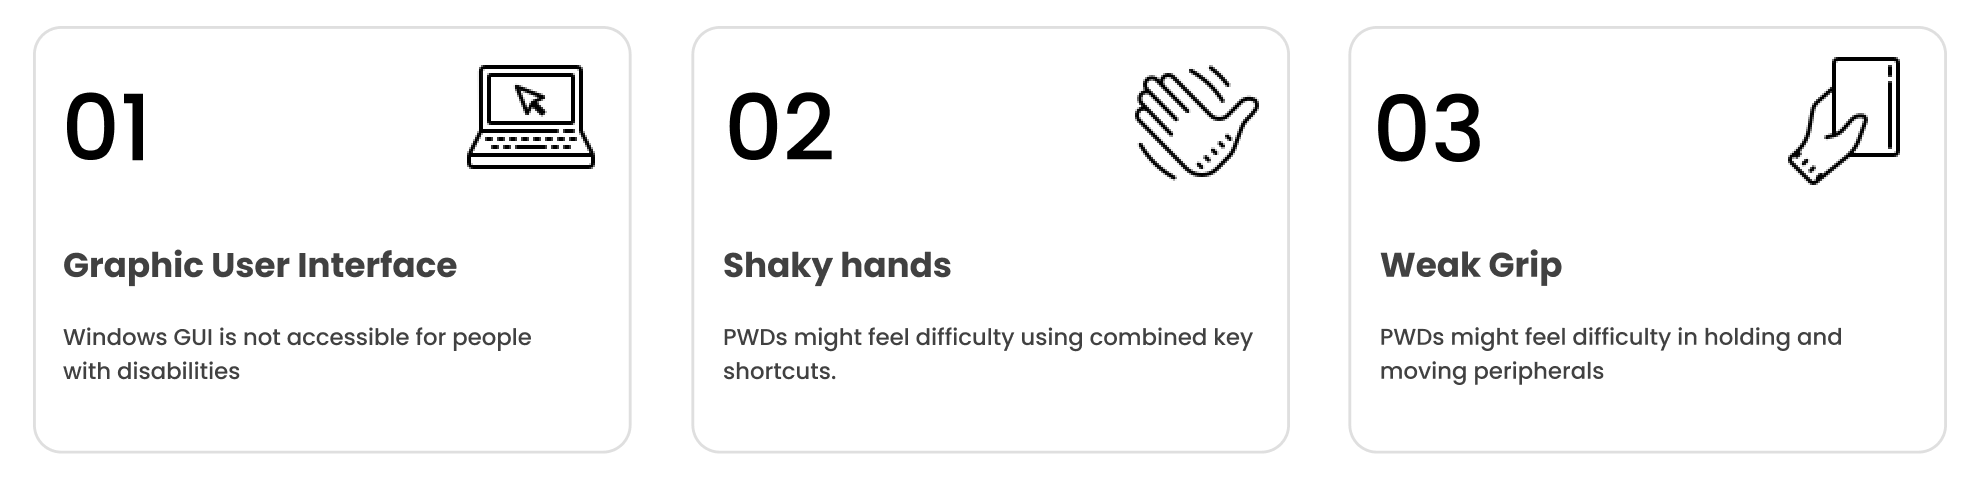 01
Graphic User Interface
Windows GUI is not accessible for people
with disabilities
02
Shaky hands
PWDs might feel difficulty using combined key
shortcuts.
03
Weak Grip
PWDs might feel difficulty in holding and
moving peripherals